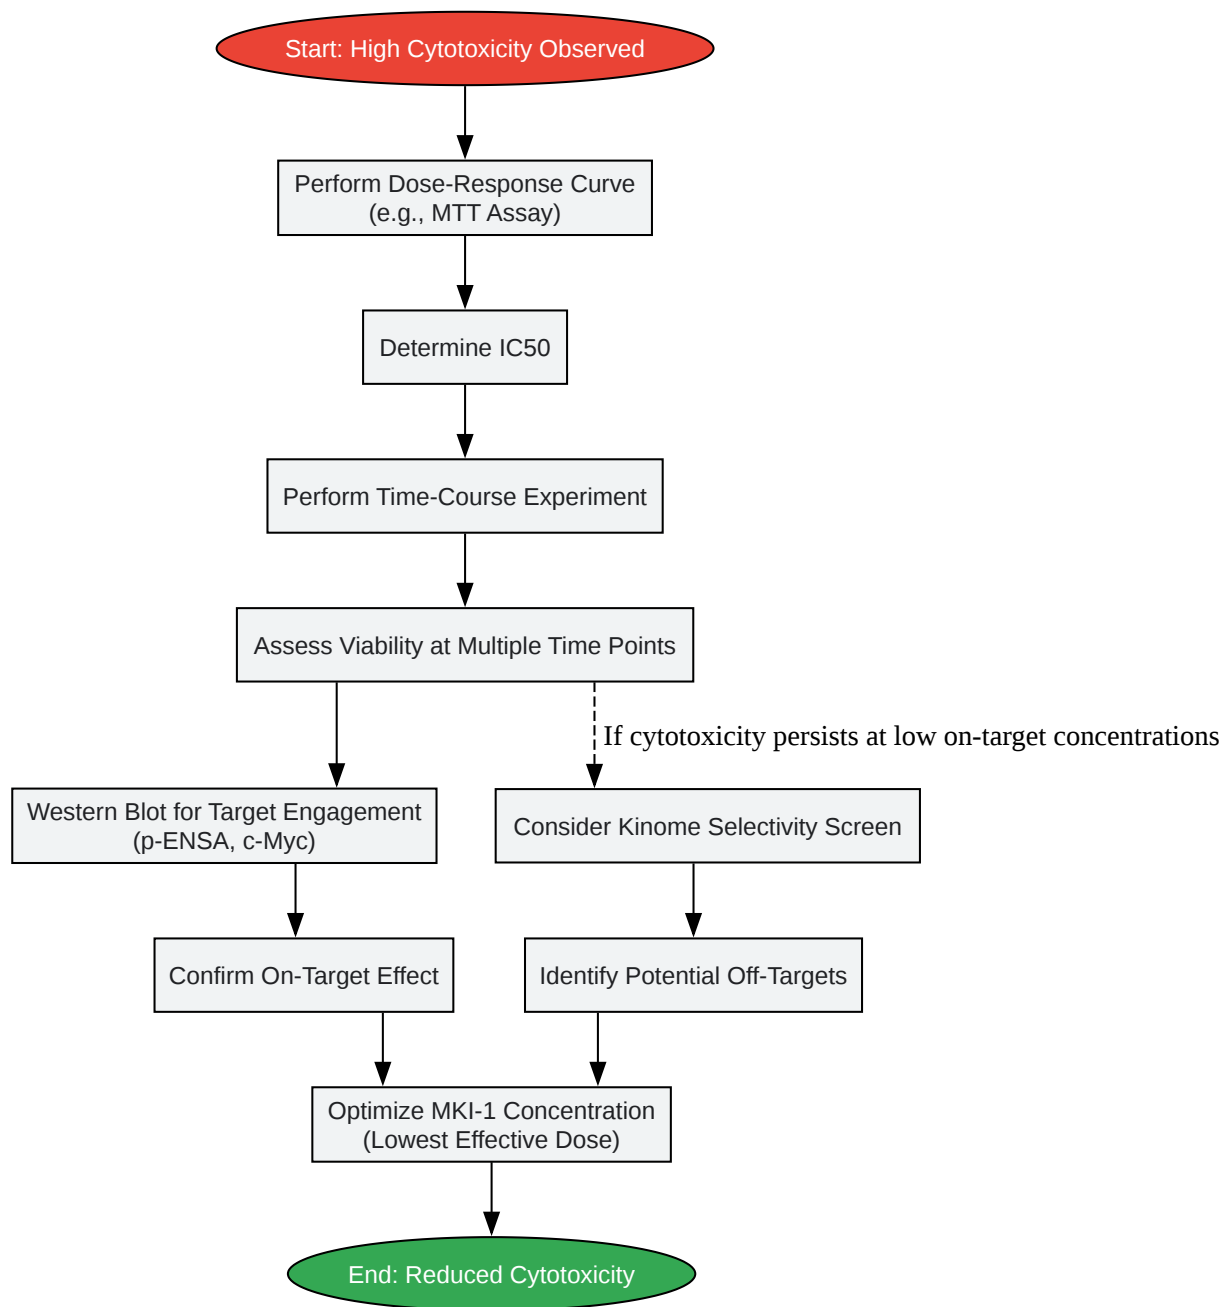 Start: High Cytotoxicity Observed
Perform Dose-Response Curve
(e.g., MTT Assay)
Determine IC50
Perform Time-Course Experiment
Assess Viability at Multiple Time Points
If cytotoxicity persists at low on-target concentrations
Western Blot for Target Engagement
(p-ENSA, c-Myc)
Consider Kinome Selectivity Screen
Confirm On-Target Effect
Identify Potential Off-Targets
Optimize MKI-1 Concentration
(Lowest Effective Dose)
End: Reduced Cytotoxicity